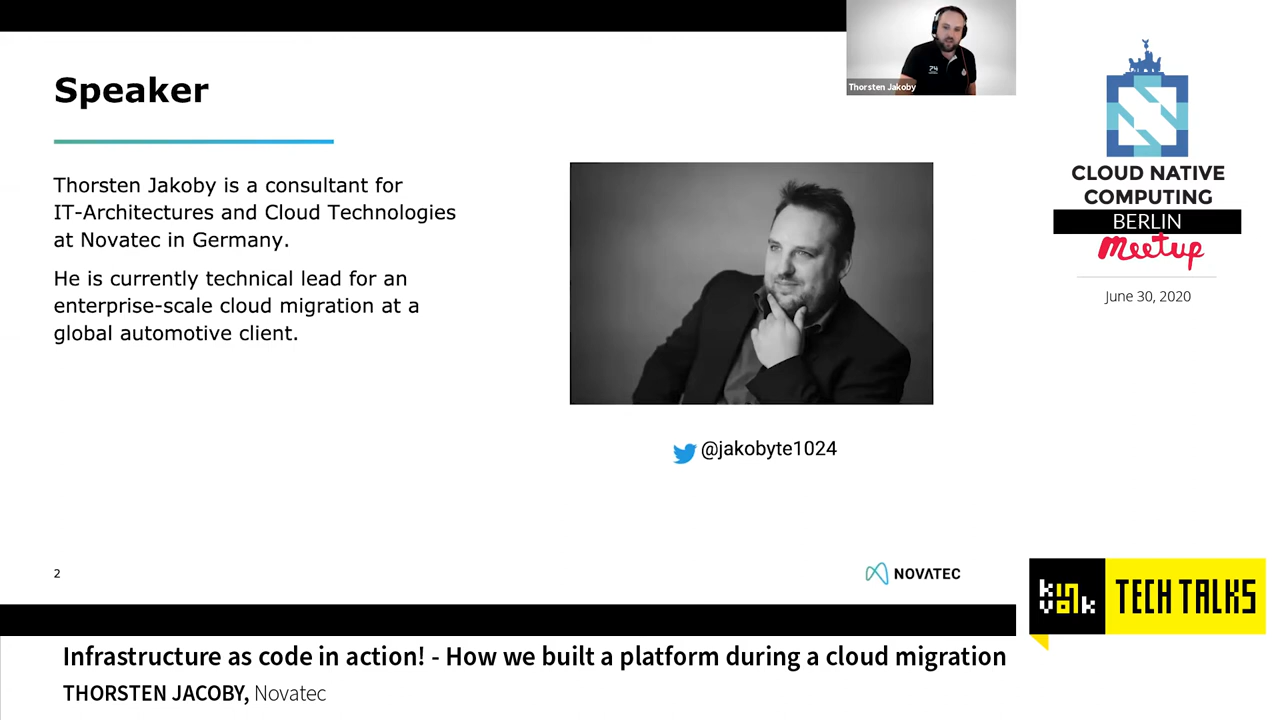 Speaker
Thorsten Jakoby is a consultant for
IT-Architectures and Cloud Technologies
at Novatec in Germany.
He is currently technical lead for an
enterprise-scale cloud migration at a
global automotive client.
74
Thorsten Jakoby
@jakobyte1024
2
NOVATEC
CLOUD NATIVE
COMPUTING
BERLIN
meetup
June 30, 2020
kinvolk
TECH TALKS
Infrastructure as code in action! - How we built a platform during a cloud migration
THORSTEN JACOBY, Novatec